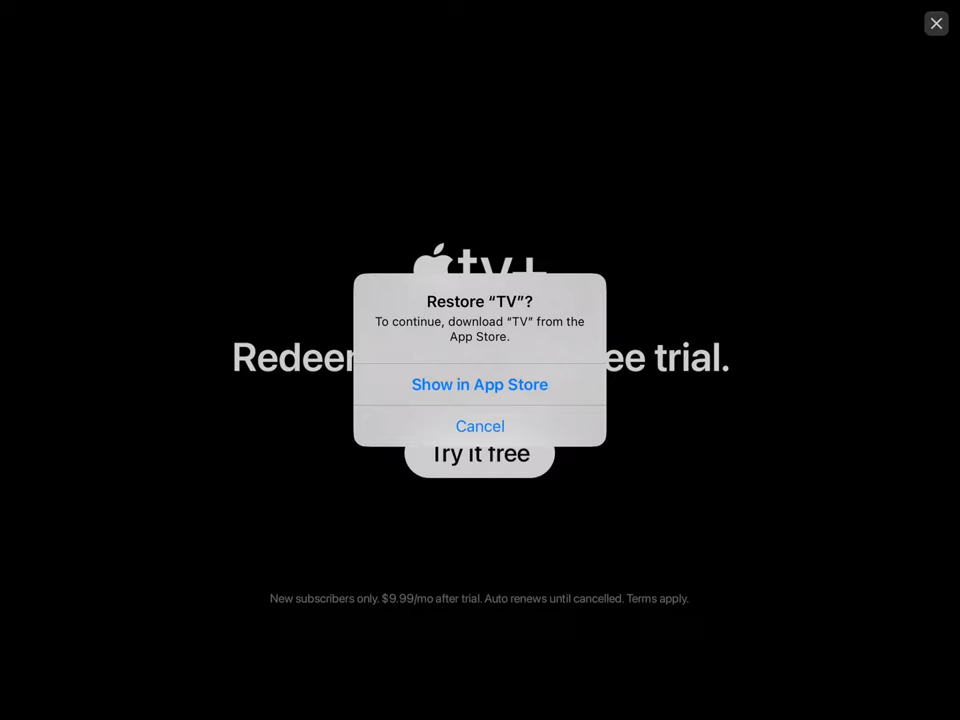 tv+
Restore “TV”?
To continue, download “TV” from the
App Store.
Redeem free trial.
Show in App Store
Cancel
Try it free
New subscribers only. $9.99/mo after trial. Auto renews until cancelled. Terms apply.